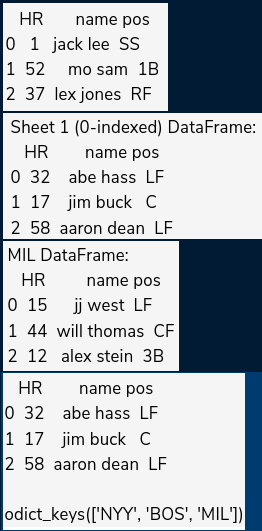 HR name pos
0 1 jack lee SS
1 52 mo sam 1B
2 37 lex jones RF
Sheet 1 (0-indexed) DataFrame:
HR name pos
0 32 abe hass LF
1 17 jim buck C
2 58 aaron dean LF
MIL DataFrame:
HR name pos
0 15 jj west LF
1 44 will thomas CF
2 12 alex stein 3B
HR name pos
0 32 abe hass LF
1 17 jim buck C
2 58 aaron dean LF
odict_keys(['NYY', 'BOS', 'MIL'])